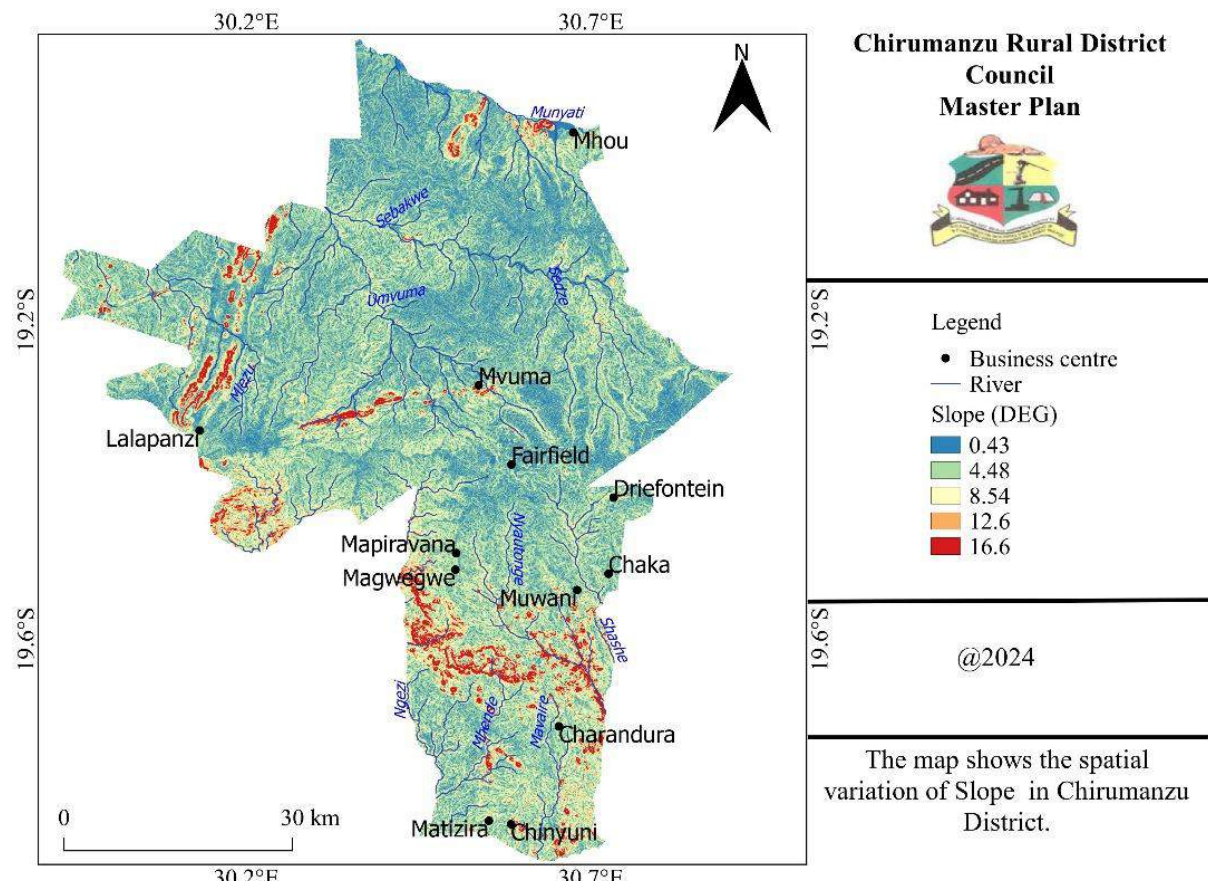 30.2°E
30.7°E
N
Munyati
Mhou
Sebakwe
Sedze
19.2°S
19.2°S
Umvuma
Mvuma
Mlezu
Lalapanzi
Fairfield
Driefontein
Nyautonge
Mapiravana
Magwegwe
Chaka
Muwani
19.6°S
19.6°S
Shashe
Ngezi
Mhende
Mavaire
Charandura
0
30 km
Matizira
Chinyuni
30.2°E
30.7°E
Chirumanzu Rural District
Council
Master Plan
Legend
Business centre
River
Slope (DEG)
0.43
4.48
8.54
12.6
16.6
@2024
The map shows the spatial
variation of Slope in Chirumanzu
District.